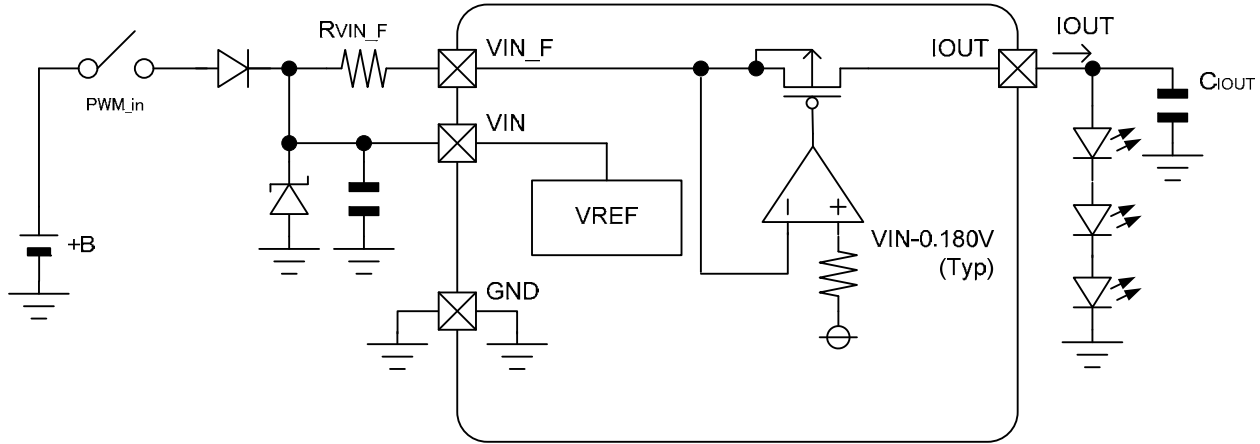 RVIN_F
VIN_F
IOUT
IOUT
CIOUT
PWM_in
VIN
VREF
+B
VIN-0.180V
(Typ)
GND